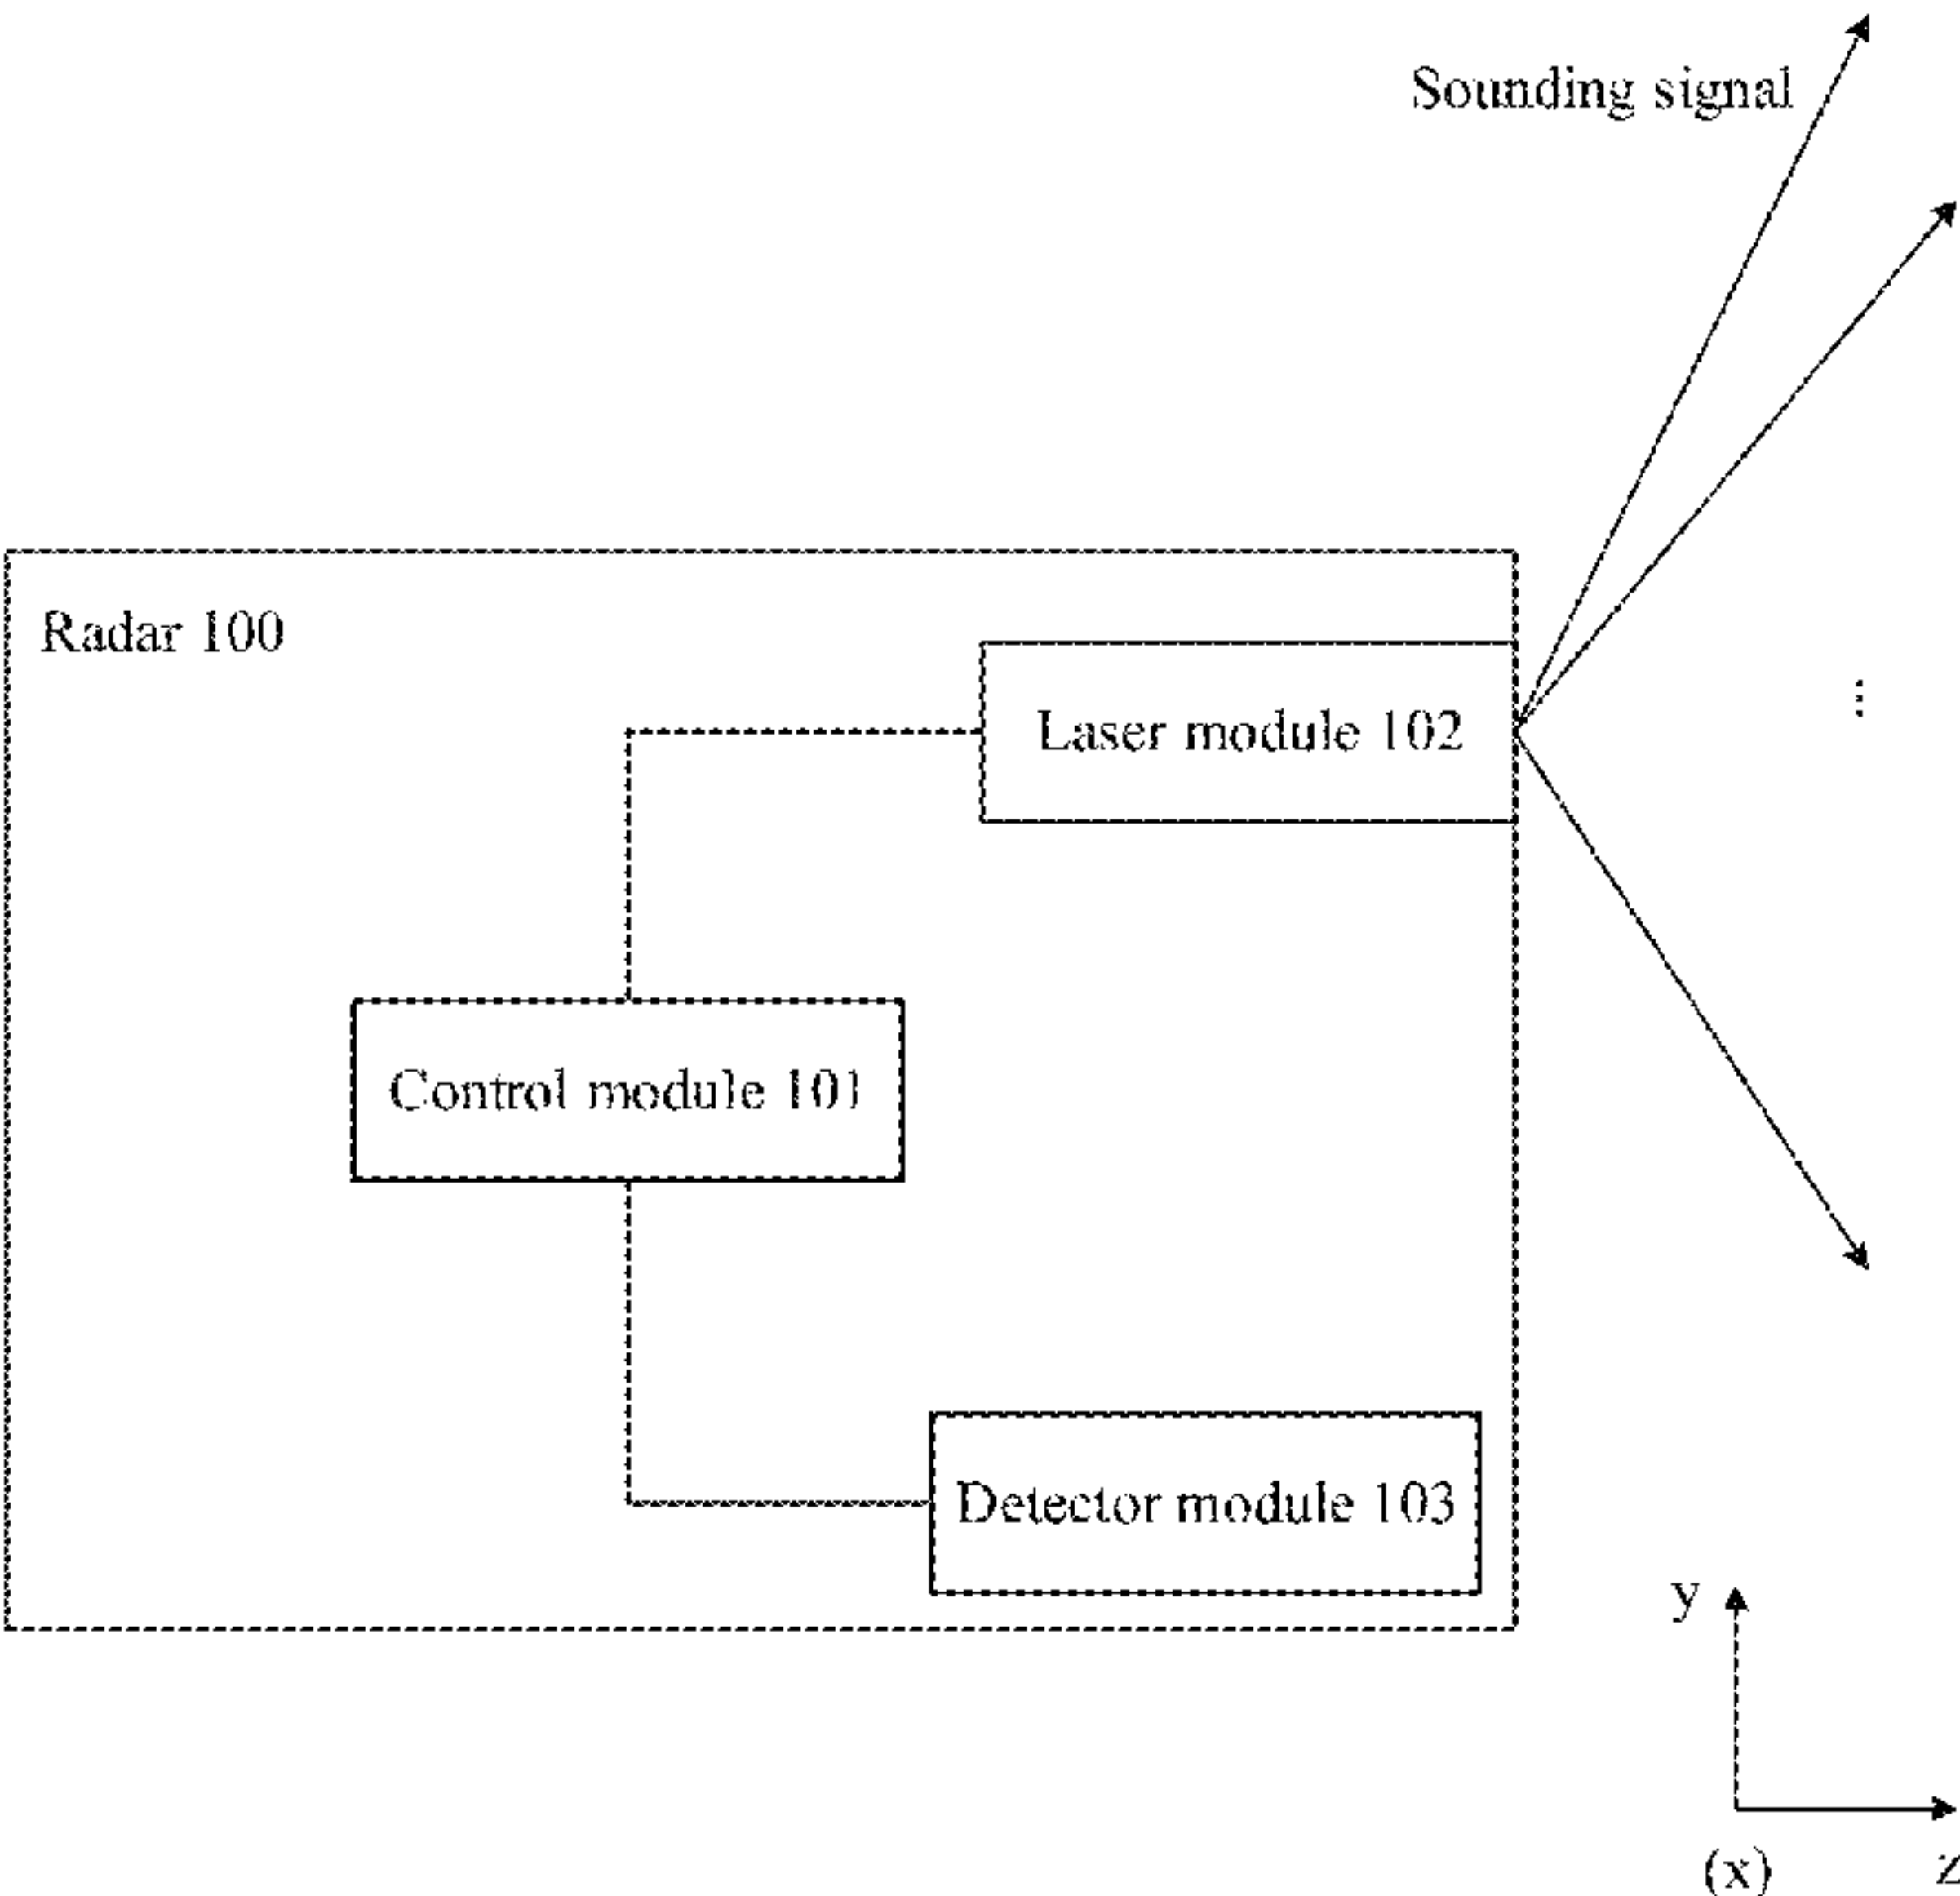 Sounding signal
Radar 100
Laser module 102
⋮
Control module 101
Detector module 103
y
(x)
z